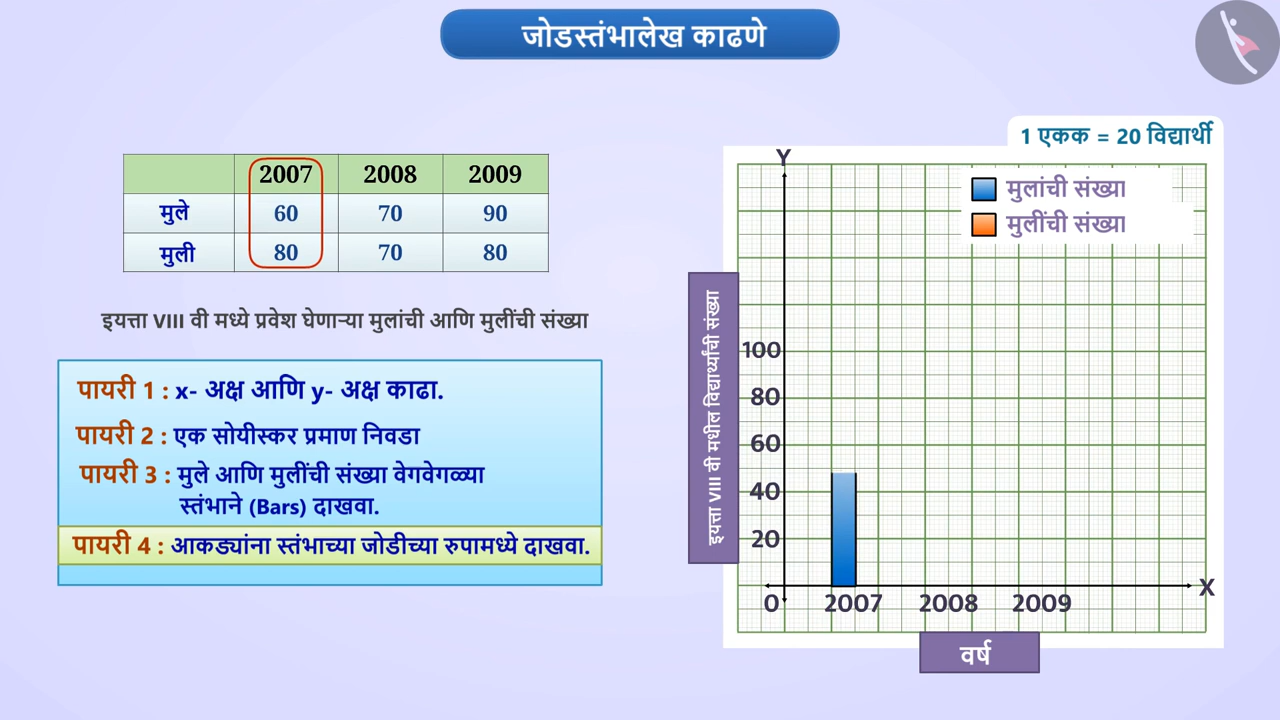 जोडस्तंभालेख काढणे
2007 2008 2009
मुले 60 70 90
मुली 80 70 80
इयत्ता VIII वी मध्ये प्रवेश घेणाऱ्या मुलांची आणि मुलींची संख्या
पायरी 1 : x- अक्ष आणि y- अक्ष काढा.
पायरी 2 : एक सोयीस्कर प्रमाण निवडा
पायरी 3 : मुले आणि मुलींची संख्या वेगवेगळ्या
स्तंभाने (Bars) दाखवा.
पायरी 4 : आकड्यांना स्तंभाच्या जोडीच्या रुपामध्ये दाखवा.
1 एकक = 20 विद्यार्थी
Y
मुलांची संख्या
मुलींची संख्या
इयत्ता VIII वी मधील विद्यार्थ्यांची संख्या
100
80
60
40
20
0 2007 2008 2009 X
वर्ष